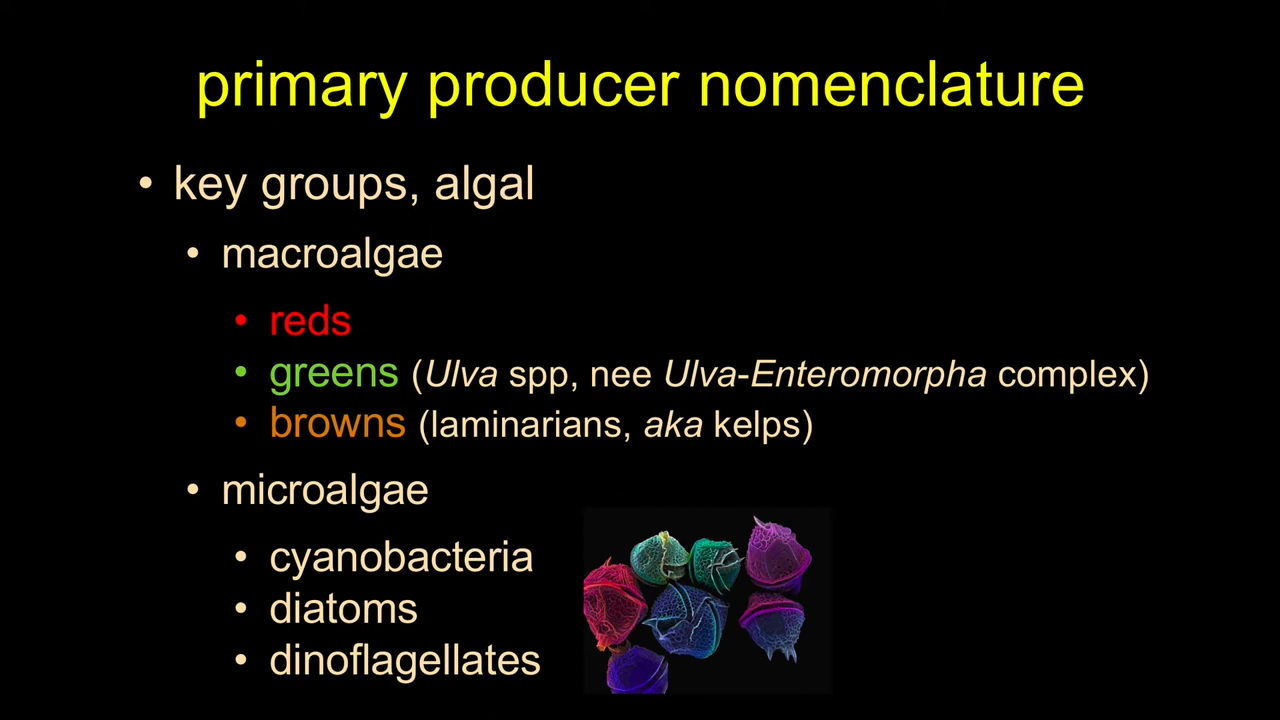 primary producer nomenclature
• key groups, algal
• macroalgae
• reds
• greens (Ulva spp, nee Ulva-Enteromorpha complex)
• browns (laminarians, aka kelps)
• microalgae
• cyanobacteria
• diatoms
• dinoflagellates